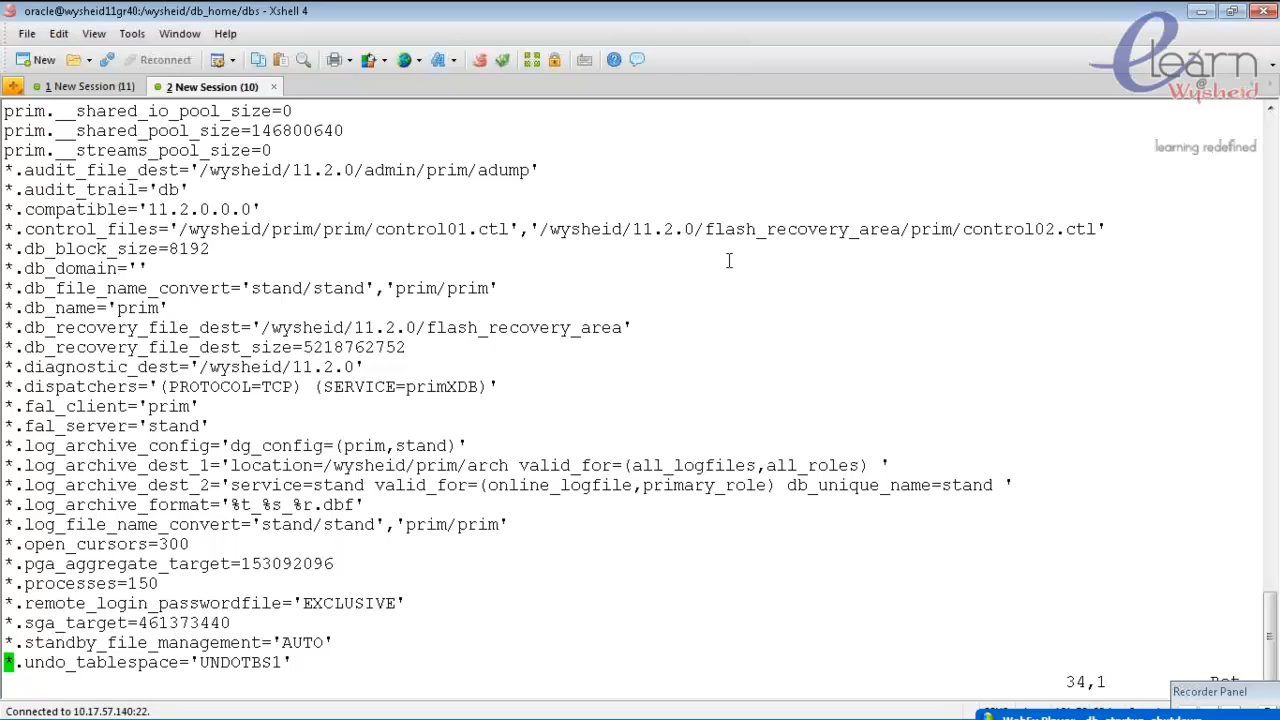 oracle@wysheid11gr40:/wysheid/db_home/dbs - Xshell 4
File Edit View Tools Window Help
New Reconnect
1 New Session (11) 2 New Session (10)
elearn
@
Wysheid
learning redefined
prim.__shared_io_pool_size=0
prim.__shared_pool_size=146800640
prim.__streams_pool_size=0
*.audit_file_dest='/wysheid/11.2.0/admin/prim/adump'
*.audit_trail='db'
*.compatible='11.2.0.0.0'
*.control_files='/wysheid/prim/prim/control01.ctl','/wysheid/11.2.0/flash_recovery_area/prim/control02.ctl'
*.db_block_size=8192
*.db_domain=''
*.db_file_name_convert='stand/stand','prim/prim'
*.db_name='prim'
*.db_recovery_file_dest='/wysheid/11.2.0/flash_recovery_area'
*.db_recovery_file_dest_size=5218762752
*.diagnostic_dest='/wysheid/11.2.0'
*.dispatchers='(PROTOCOL=TCP) (SERVICE=primXDB)'
*.fal_client='prim'
*.fal_server='stand'
*.log_archive_config='dg_config=(prim,stand)'
*.log_archive_dest_1='location=/wysheid/prim/arch valid_for=(all_logfiles,all_roles) '
*.log_archive_dest_2='service=stand valid_for=(online_logfile,primary_role) db_unique_name=stand '
*.log_archive_format='%t_%s_%r.dbf'
*.log_file_name_convert='stand/stand','prim/prim'
*.open_cursors=300
*.pga_aggregate_target=153092096
*.processes=150
*.remote_login_passwordfile='EXCLUSIVE'
*.sga_target=461373440
*.standby_file_management='AUTO'
*.undo_tablespace='UNDOTBS1'
34,1 Bot
Recorder Panel
Connected to 10.17.57.140:22.